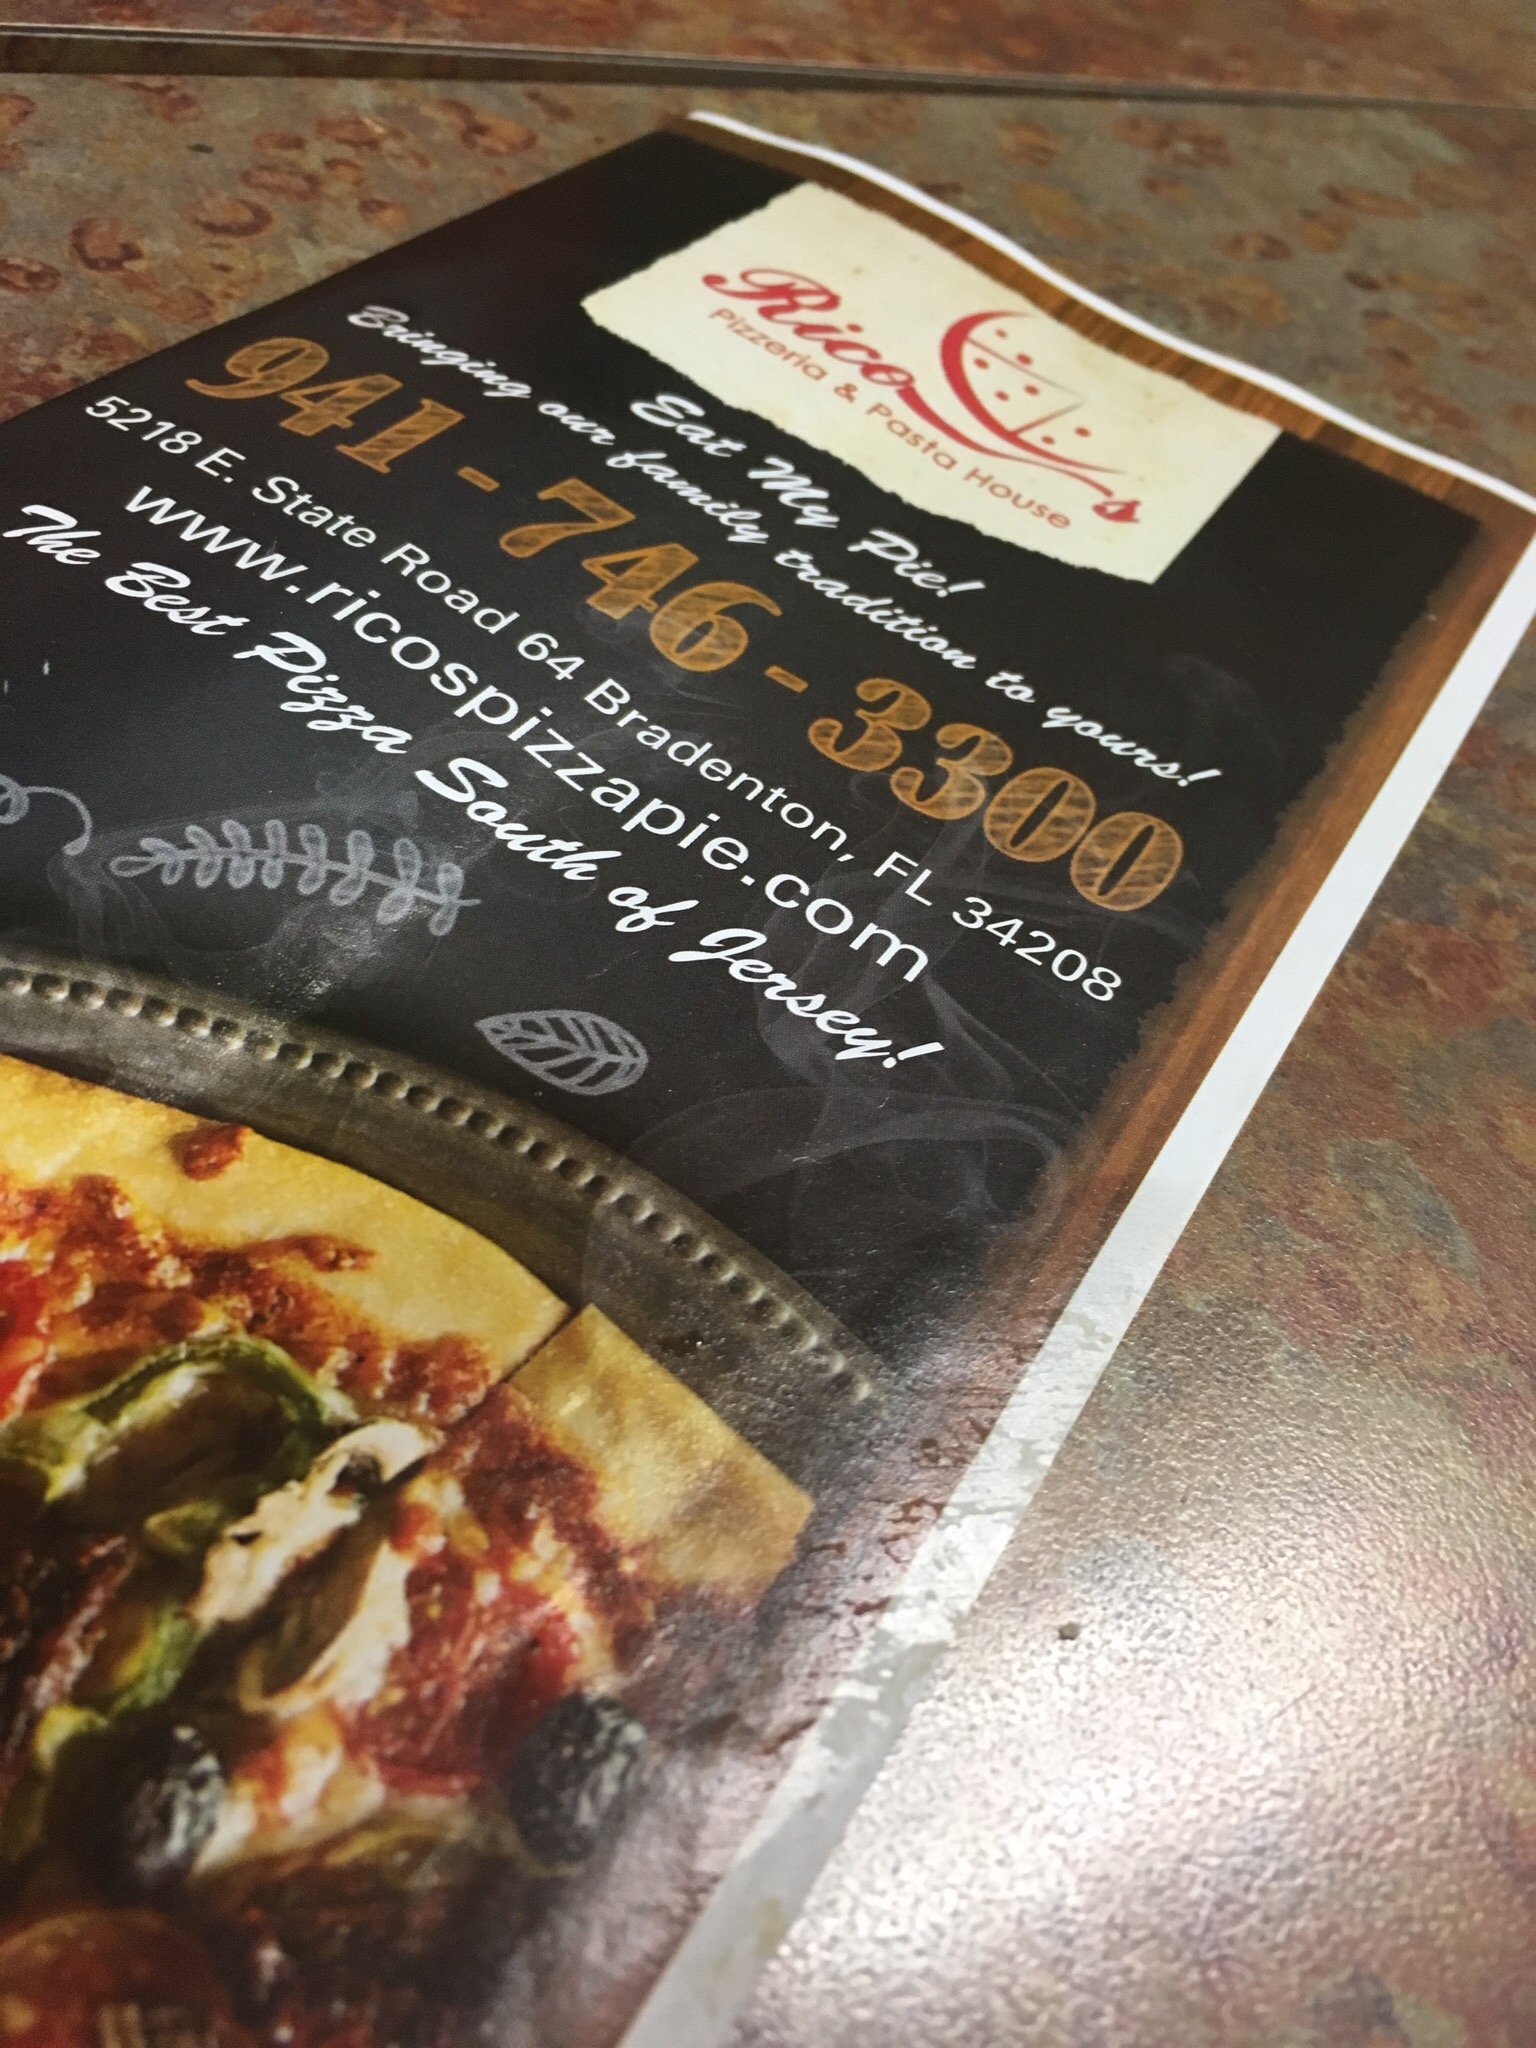 Rico's
Pizzeria & Pasta House
Eat My Pie!
Bringing our family tradition to yours!
941 - 746 - 3300
5218 E. State Road 64 Bradenton, FL 34208
www.ricospizzapie.com
The Best Pizza South of Jersey!